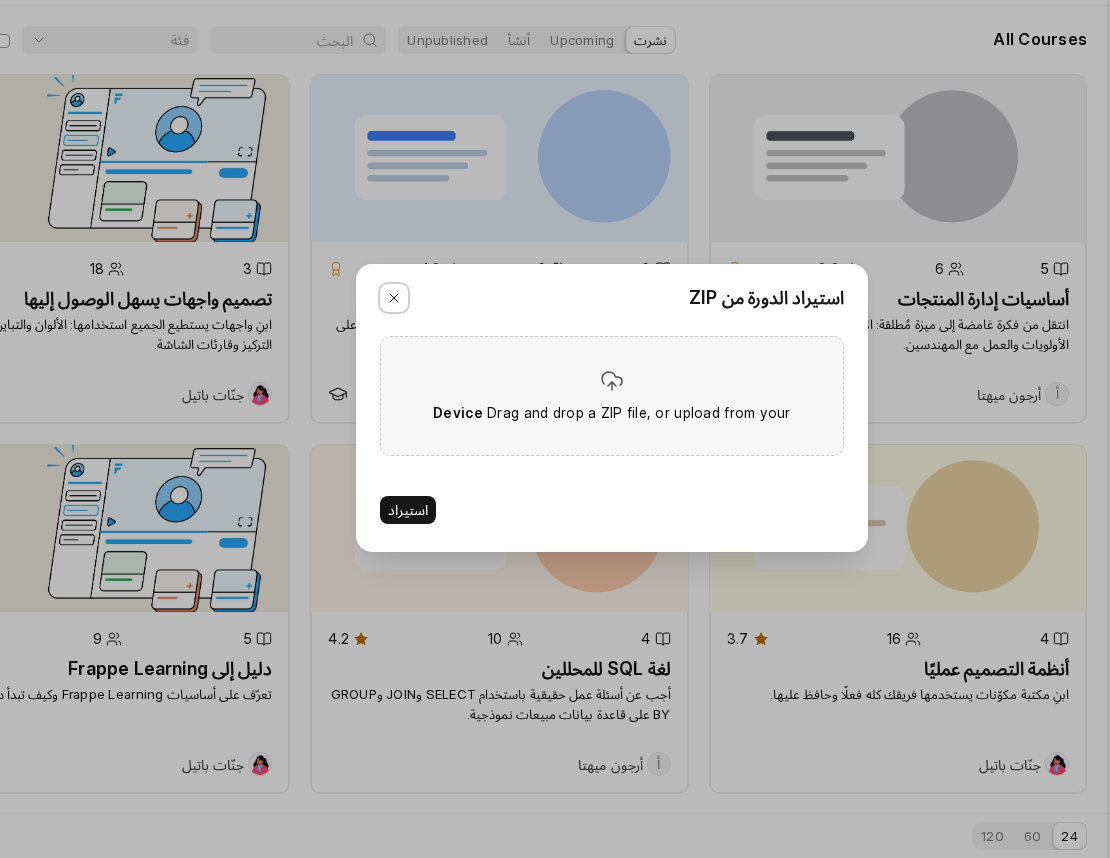 All Courses
نشرت
Upcoming
أنشأ
Unpublished
البحث
فئة
5
6
أساسيات إدارة المنتجات
انتقل من فكرة غامضة إلى ميزة مُطلقة:
الأولويات والعمل مع المهندسين.
أرجون ميهتا
أ
على
3
18
تصميم واجهات يسهل الوصول إليها
ابنِ واجهات يستطيع الجميع استخدامها: الألوان والتباين
التركيز وقارئات الشاشة.
جنّات باتيل
استيراد الدورة من ZIP
Device Drag and drop a ZIP file, or upload from your
استيراد
4
16
3.7
أنظمة التصميم عمليًا
ابنِ مكتبة مكوّنات يستخدمها فريقك كله فعلًا وحافظ عليها.
جنّات باتيل
4
10
4.2
لغة SQL للمحللين
أجب عن أسئلة عمل حقيقية باستخدام SELECT وJOIN وGROUP
BY على قاعدة بيانات مبيعات نموذجية.
أ
أرجون ميهتا
5
9
دليل إلى Frappe Learning
تعرّف على أساسيات Frappe Learning وكيف تبدأ
جنّات باتيل
24
60
120